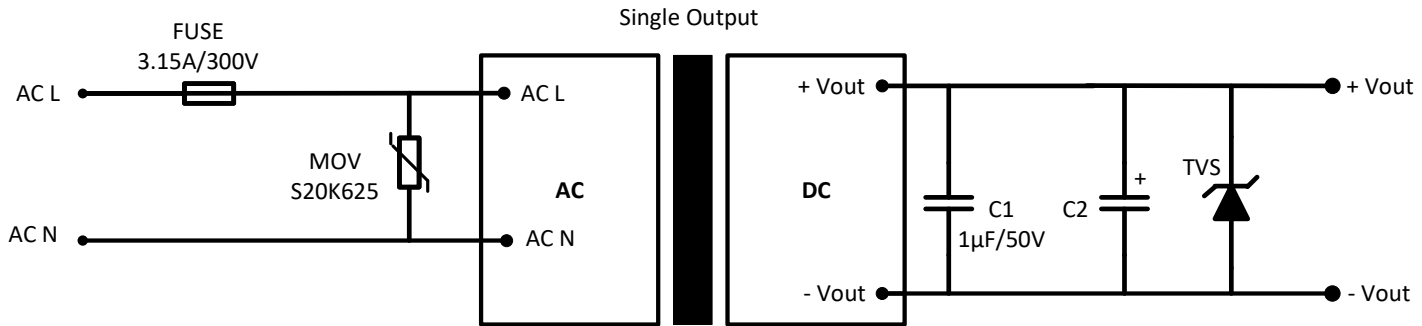 Single Output
FUSE
3.15A/300V
AC L
AC L
+ Vout
+ Vout
MOV
S20K625
AC
DC
C1
1µF/50V
C2
+
TVS
AC N
AC N
- Vout
- Vout